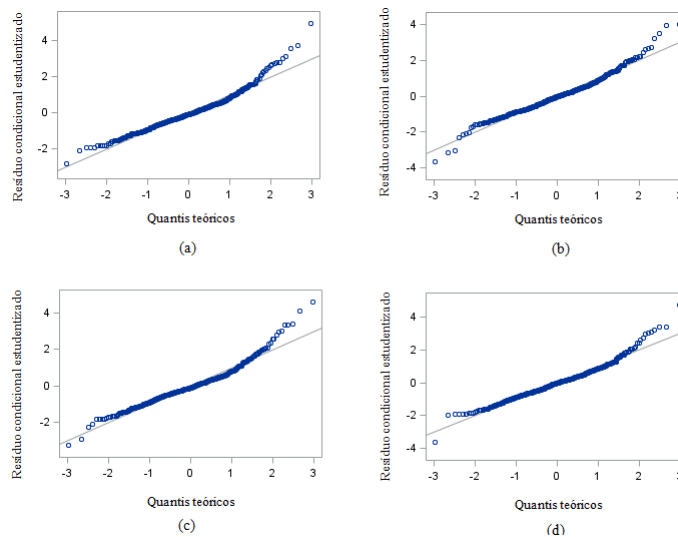 Resíduo condicional estudentizado
4
2
0
-2
-3 -2 -1 0 1 2 3
Quantis teóricos
(a)
Resíduo condicional estudentizado
4
2
0
-2
-4
-3 -2 -1 0 1 2 3
Quantis teóricos
(b)
Resíduo condicional estudentizado
4
2
0
-2
-4
-3 -2 -1 0 1 2 3
Quantis teóricos
(c)
Resíduo condicional estudentizado
4
2
0
-2
-4
-3 -2 -1 0 1 2 3
Quantis teóricos
(d)